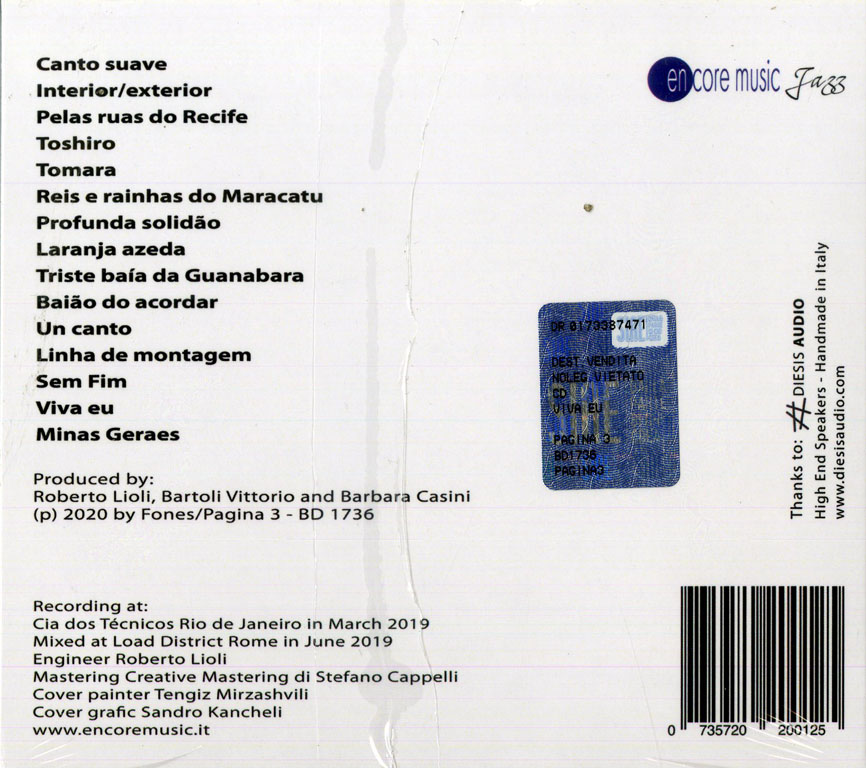 Canto suave
Interior/exterior
Pelas ruas do Recife
Toshiro
Tomara
Reis e rainhas do Maracatu
Profunda solidão
Laranja azeda
Triste baía da Guanabara
Baião do acordar
Un canto
Linha de montagem
Sem Fim
Viva eu
Minas Geraes
Produced by:
Roberto Lioli, Bartoli Vittorio and Barbara Casini
(p) 2020 by Fones/Pagina 3 - BD 1736
Recording at:
Cia dos Técnicos Rio de Janeiro in March 2019
Mixed at Load District Rome in June 2019
Engineer Roberto Lioli
Mastering Creative Mastering di Stefano Cappelli
Cover painter Tengiz Mirzashvili
Cover grafic Sandro Kancheli
www.encoremusic.it
encore music Jazz
DR 0173387471
DEST VENDITA
NOLEG.VIETATO
CD
VIVA EU
PAGINA 3
BD1736
PAGINA3
Thanks to: DIESIS AUDIO
High End Speakers - Handmade in Italy
www.diesisaudio.com
0 735720 200125